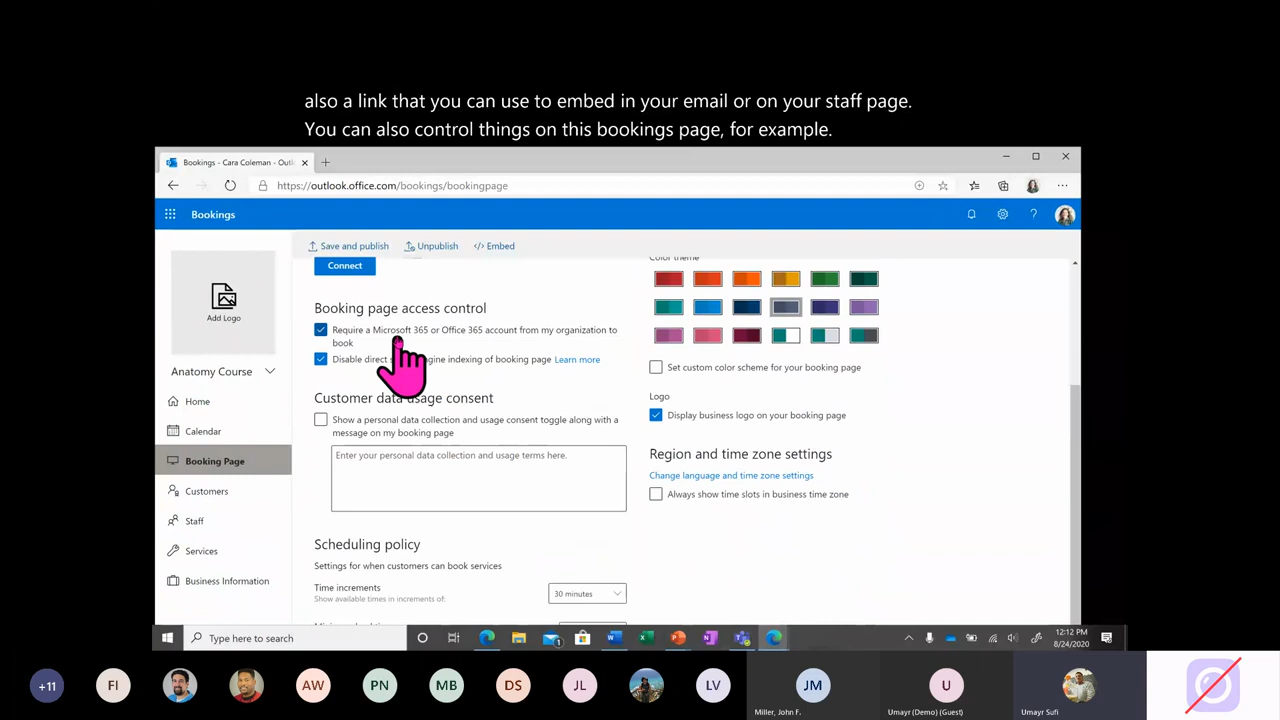 also a link that you can use to embed in your email or on your staff page.
You can also control things on this bookings page, for example.
Bookings - Cara Coleman - Outl
https://outlook.office.com/bookings/bookingpage
Bookings
Save and publish
Unpublish
</> Embed
Add Logo
Anatomy Course
Home
Calendar
Booking Page
Customers
Staff
Services
Business Information
Connect
Booking page access control
Require a Microsoft 365 or Office 365 account from my organization to
book
Disable direct engine indexing of booking page Learn more
Customer data usage consent
Show a personal data collection and usage consent toggle along with a
message on my booking page
Enter your personal data collection and usage terms here.
Scheduling policy
Settings for when customers can book services
Time increments
Show available times in increments of:
30 minutes
Color theme
Set custom color scheme for your booking page
Logo
Display business logo on your booking page
Region and time zone settings
Change language and time zone settings
Always show time slots in business time zone
Type here to search
12:12 PM
8/24/2020
+11
FI
AW
PN
MB
DS
JL
LV
JM
Miller, John F.
U
Umayr (Demo) (Guest)
Umayr Sufi